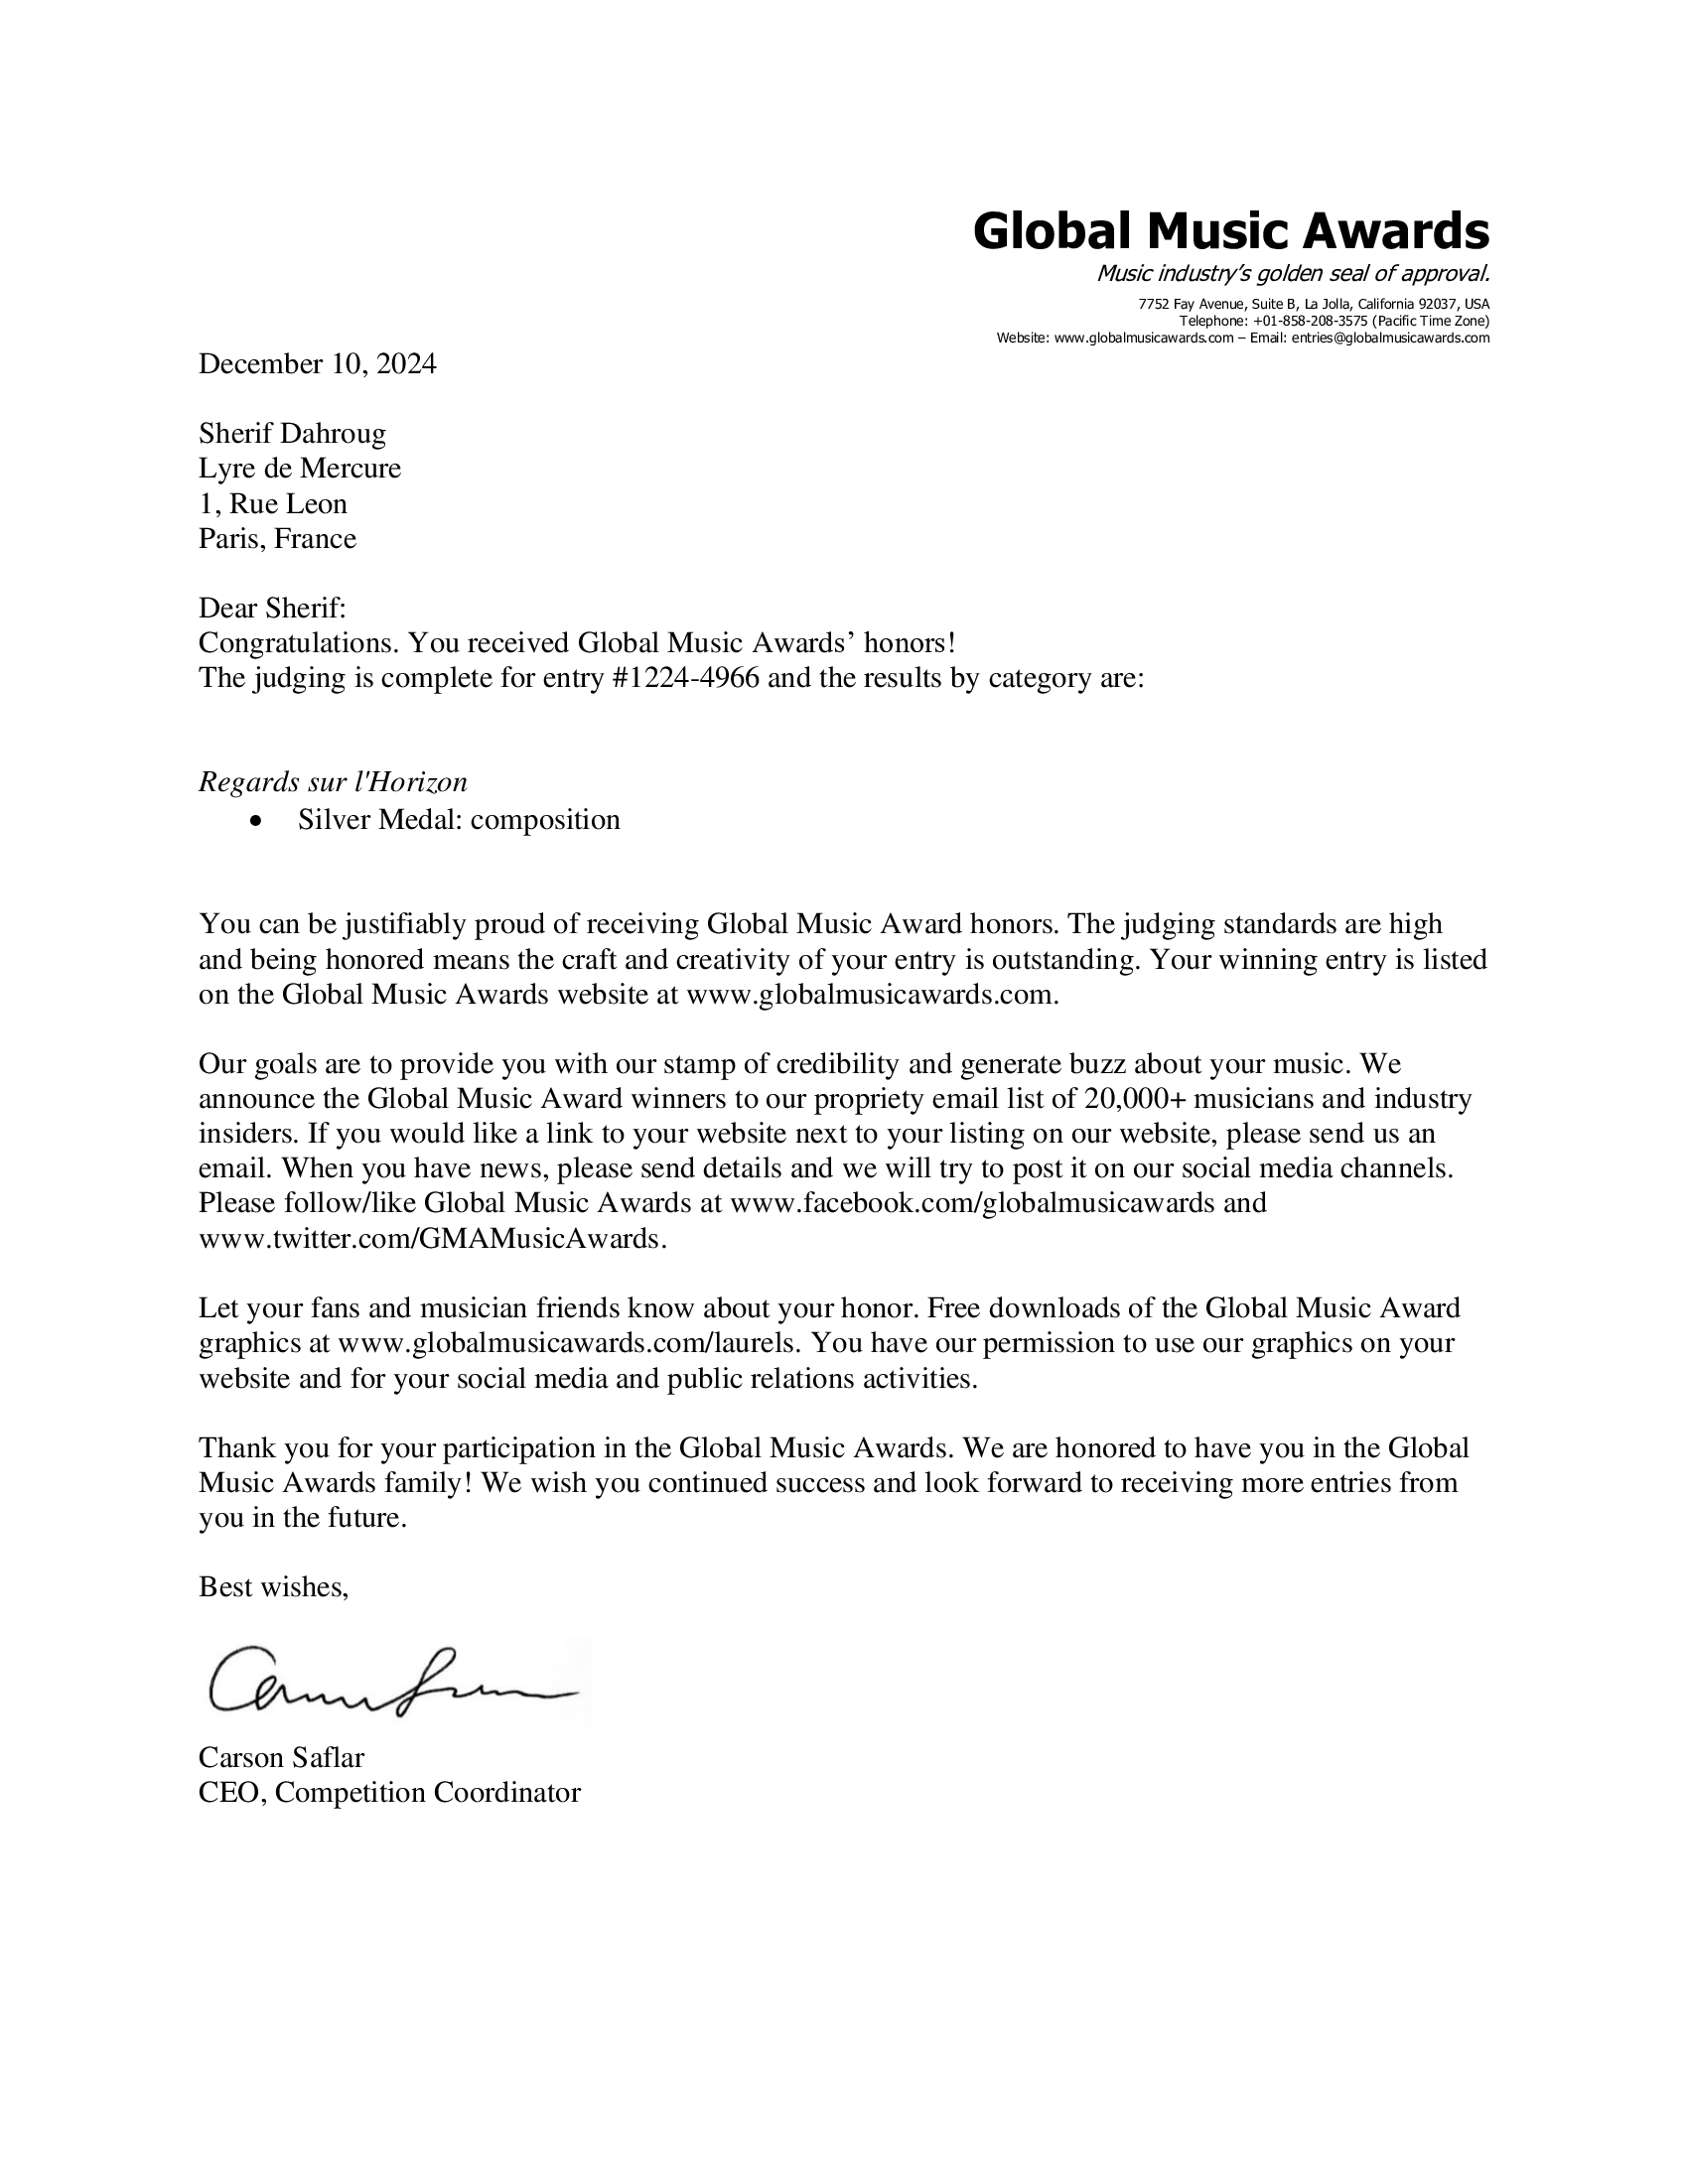 Global Music Awards
Music industry’s golden seal of approval.
7752 Fay Avenue, Suite B, La Jolla, California 92037, USA
Telephone: +01-858-208-3575 (Pacific Time Zone)
Website: www.globalmusicawards.com – Email: entries@globalmusicawards.com
December 10, 2024
Sherif Dahroug
Lyre de Mercure
1, Rue Leon
Paris, France
Dear Sherif:
Congratulations. You received Global Music Awards’ honors!
The judging is complete for entry #1224-4966 and the results by category are:
Regards sur l'Horizon
• Silver Medal: composition
You can be justifiably proud of receiving Global Music Award honors. The judging standards are high
and being honored means the craft and creativity of your entry is outstanding. Your winning entry is listed
on the Global Music Awards website at www.globalmusicawards.com.
Our goals are to provide you with our stamp of credibility and generate buzz about your music. We
announce the Global Music Award winners to our propriety email list of 20,000+ musicians and industry
insiders. If you would like a link to your website next to your listing on our website, please send us an
email. When you have news, please send details and we will try to post it on our social media channels.
Please follow/like Global Music Awards at www.facebook.com/globalmusicawards and
www.twitter.com/GMAMusicAwards.
Let your fans and musician friends know about your honor. Free downloads of the Global Music Award
graphics at www.globalmusicawards.com/laurels. You have our permission to use our graphics on your
website and for your social media and public relations activities.
Thank you for your participation in the Global Music Awards. We are honored to have you in the Global
Music Awards family! We wish you continued success and look forward to receiving more entries from
you in the future.
Best wishes,
Carson Saflar
CEO, Competition Coordinator